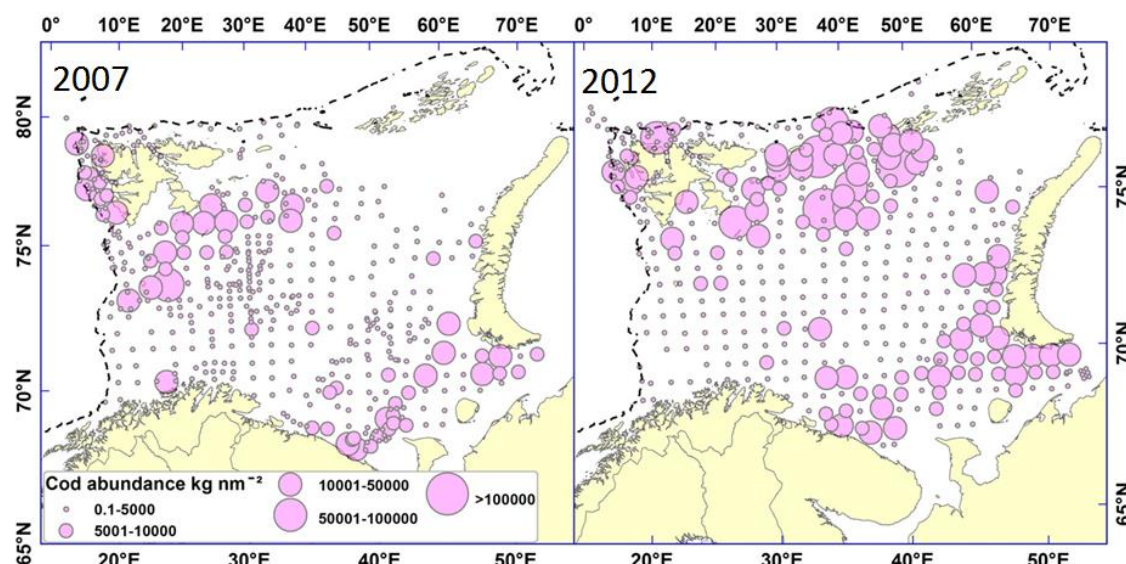 0° 10°E 20°E 30°E 40°E 50°E 60°E 70°E 0° 10°E 20°E 30°E 40°E 50°E 60°E 70°E
2007
2012
80°N
75°N
70°N
65°N
75°N
70°N
65°N
Cod abundance kg nm⁻²
0.1-5000
5001-10000
10001-50000
50001-100000
>100000
20°E 30°E 40°E 50°E 20°E 30°E 40°E 50°E